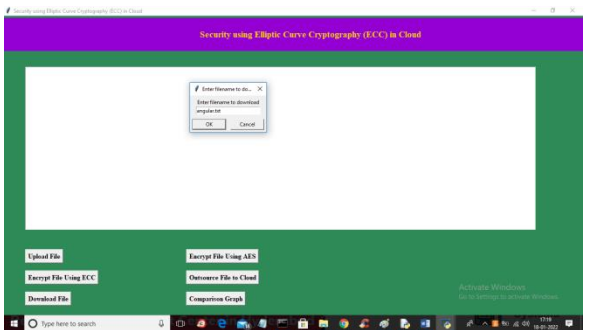 Security using Elliptic Curve Cryptography (ECC) in Cloud
Security using Elliptic Curve Cryptography (ECC) in Cloud
Enter filename to do...
Enter filename to download
angular.txt
OK Cancel
Upload File Encrypt File Using AES
Encrypt File Using ECC Outsource File to Cloud
Download File Comparison Graph
Activate Windows
Go to Settings to activate Windows.
Type here to search
17:19
18-01-2022